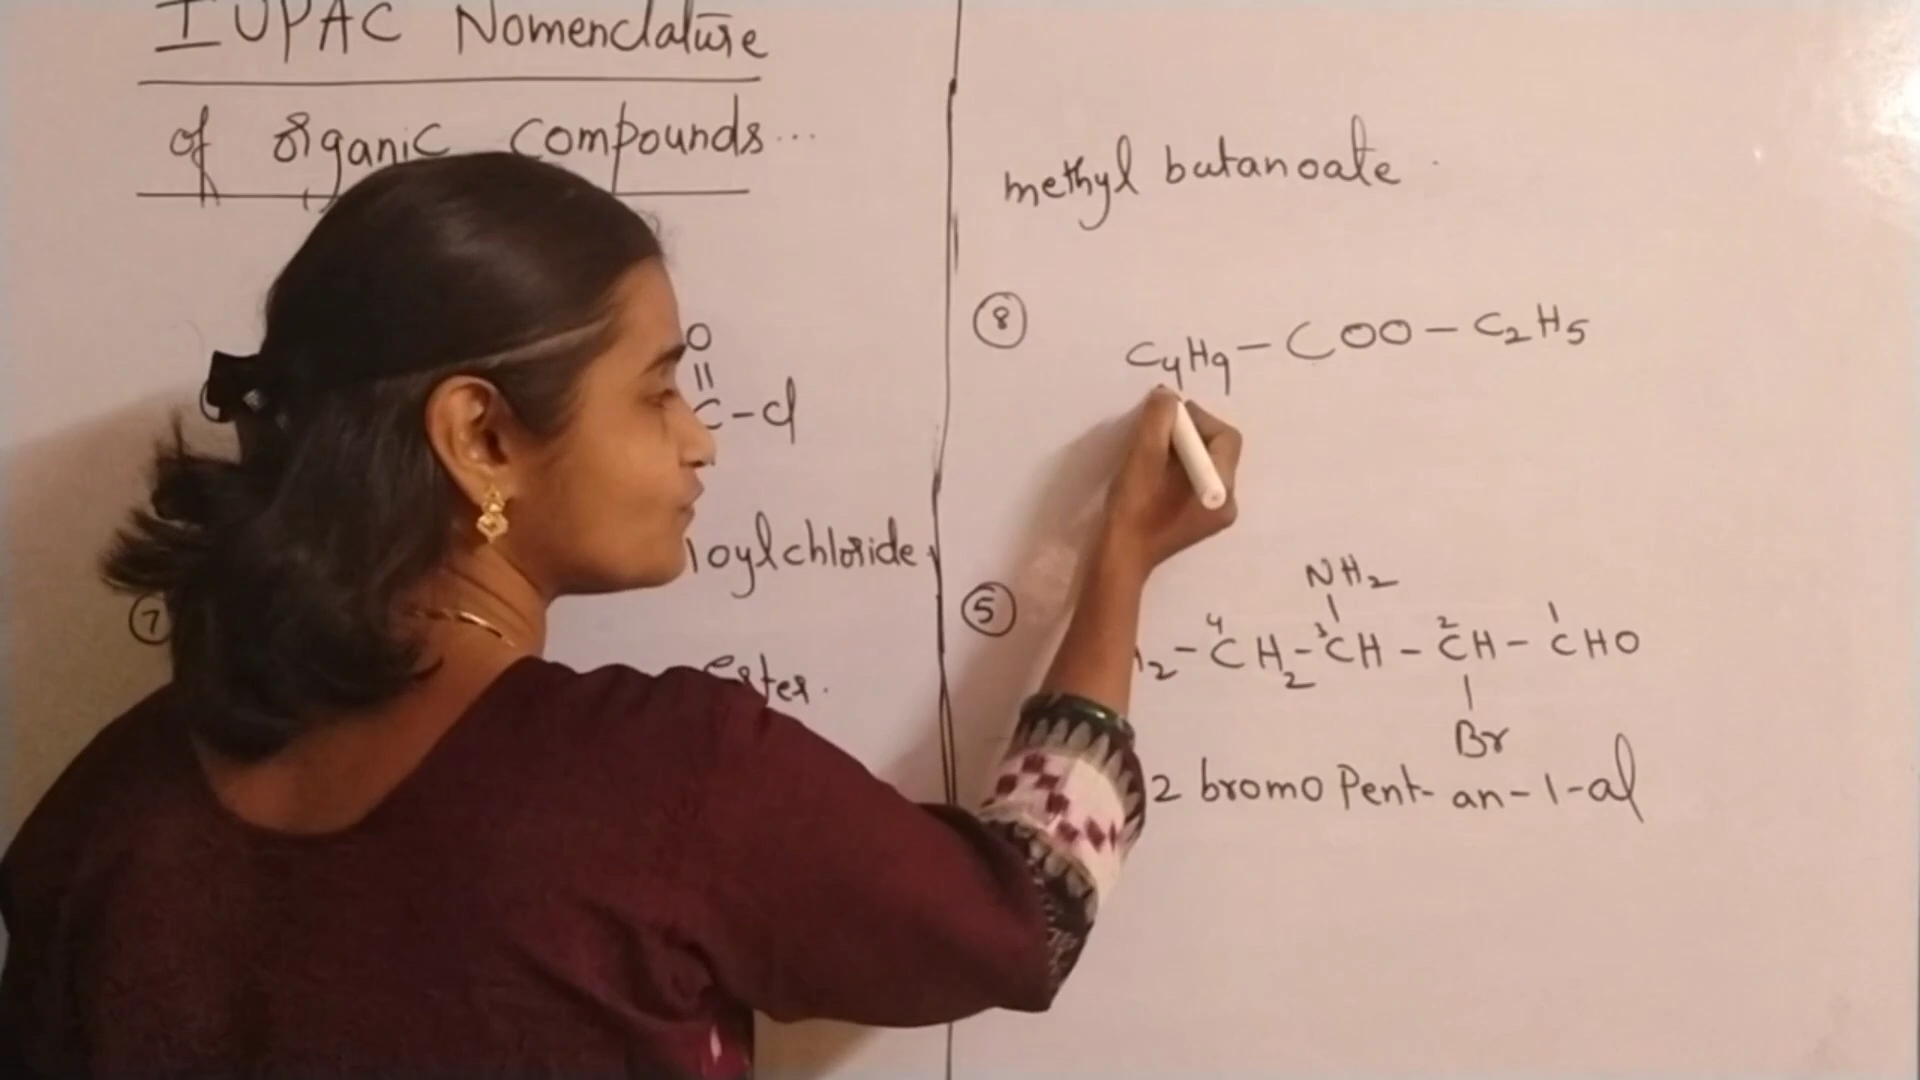 IUPAC Nomenclature
of organic compounds...
O
||
C-Cl
oylchloride
⑦
ester.
methyl butanoate.
⑧ C₄H₉-COO-C₂H₅
⑤
NH₂
|
₂-⁴CH₂-³CH-²CH-¹CHO
|
Br
2 bromo Pent-an-1-al